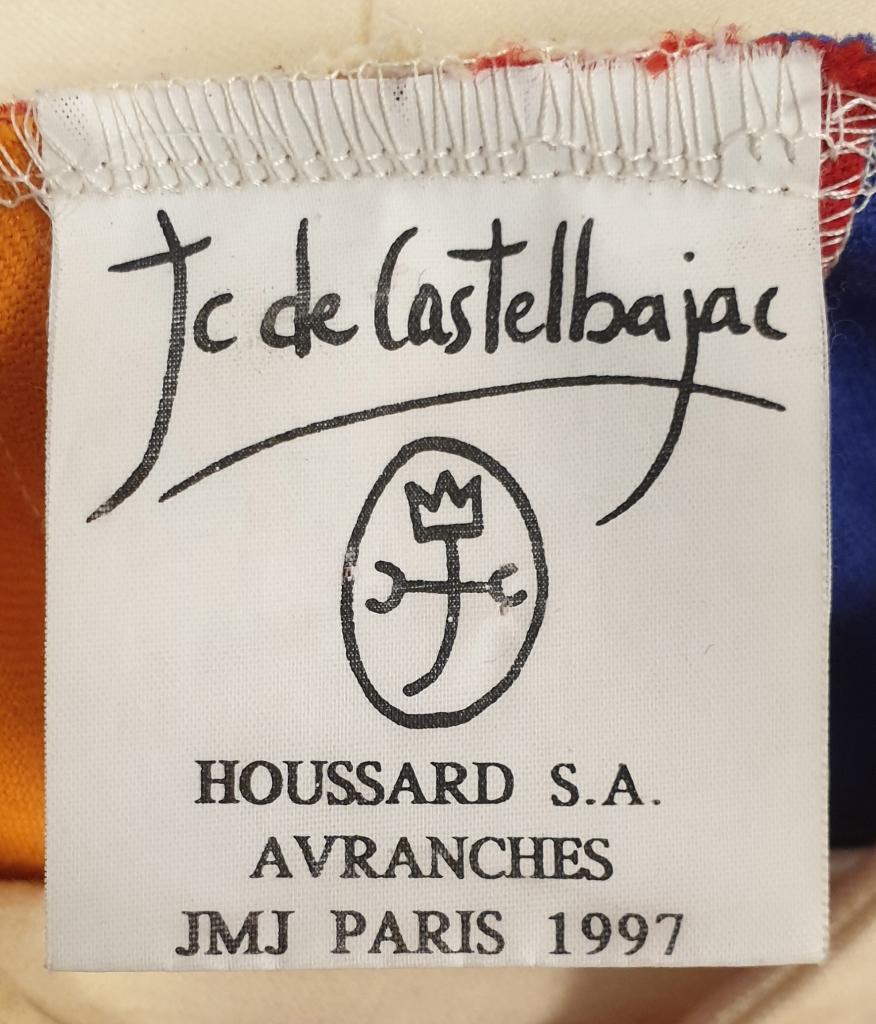 Jc de Castelbajac
HOUSSARD S.A.
AVRANCHES
JMJ PARIS 1997